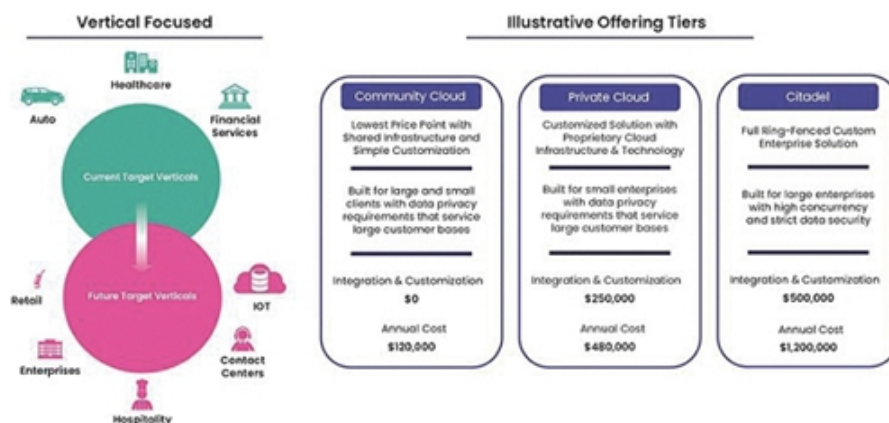 Vertical Focused
Healthcare
Auto
Financial
Services
Current Target Verticals
Future Target Verticals
Retail
IOT
Enterprises
Contact
Centers
Hospitality
Illustrative Offering Tiers
Community Cloud
Lowest Price Point with
Shared Infrastructure and
Simple Customization
Built for large and small
clients with data privacy
requirements that service
large customer bases
Integration & Customization
$0
Annual Cost
$120,000
Private Cloud
Customized Solution with
Proprietary Cloud
Infrastructure & Technology
Built for small enterprises
with data privacy
requirements that service
large customer bases
Integration & Customization
$250,000
Annual Cost
$480,000
Citadel
Full Ring-Fenced Custom
Enterprise Solution
Built for large enterprises
with high concurrency
and strict data security
Integration & Customization
$500,000
Annual Cost
$1,200,000